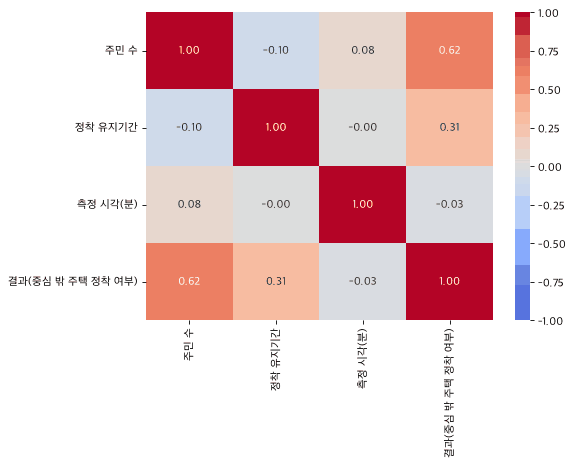 주민 수
정착 유지기간
측정 시각(분)
결과(중심 밖 주택 정착 여부)
1.00 -0.10 0.08 0.62
-0.10 1.00 -0.00 0.31
0.08 -0.00 1.00 -0.03
0.62 0.31 -0.03 1.00
주민 수
정착 유지기간
측정 시각(분)
결과(중심 밖 주택 정착 여부)
1.00
0.75
0.50
0.25
0.00
-0.25
-0.50
-0.75
-1.00